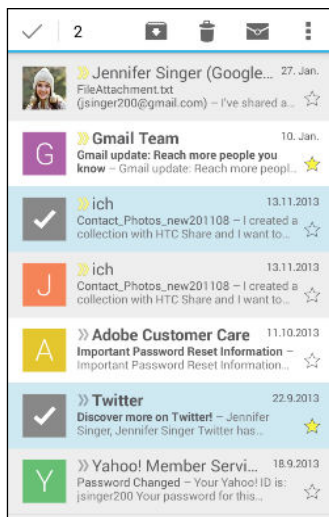 2
Jennifer Singer (Google... 27. Jan.
FileAttachment.txt
(jsinger200@gmail.com) – I've shared a...
G
Gmail Team 10. Jan.
Gmail update: Reach more people you
know – Gmail update: Reach more peopl...
ich 13.11.2013
Contact_Photos_new201108 – I created a
collection with HTC Share and I want to...
J
ich 13.11.2013
Contact_Photos_new201108 – I created a
collection with HTC Share and I want to...
A
Adobe Customer Care 11.10.2013
Important Password Reset Information –
Important Password Reset Information...
Twitter 22.9.2013
Discover more on Twitter! – Jennifer
Singer, Jennifer Singer Twitter has...
Y
Yahoo! Member Servi... 18.9.2013
Password Changed – Your Yahoo! ID is:
jsinger200 Your password for this...